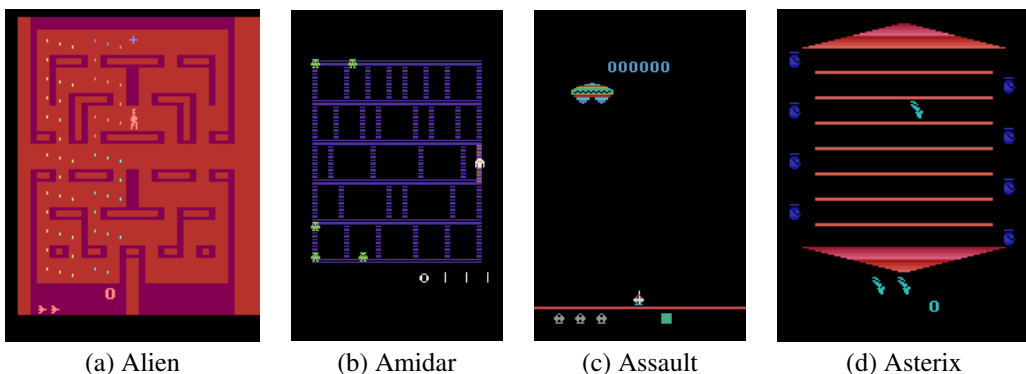 000000
0
0
0
(a) Alien
(b) Amidar
(c) Assault
(d) Asterix